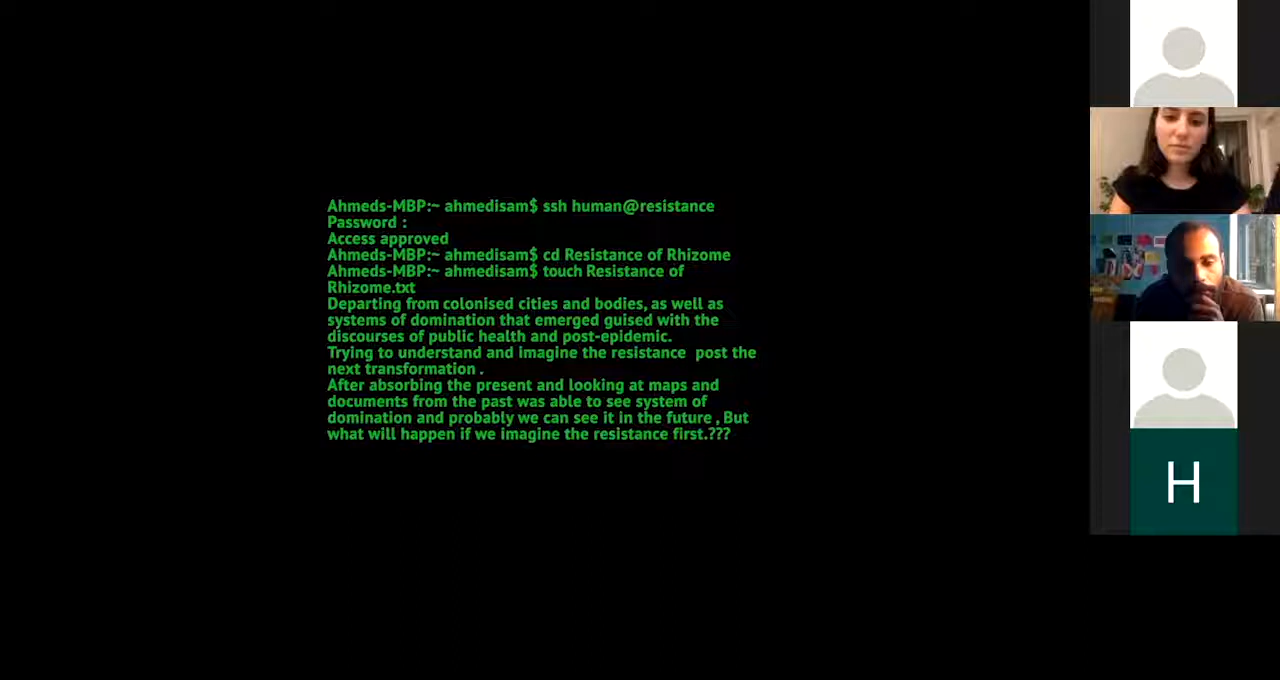 Ahmeds-MBP:~ ahmedisam$ ssh human@resistance
Password :
Access approved
Ahmeds-MBP:~ ahmedisam$ cd Resistance of Rhizome
Ahmeds-MBP:~ ahmedisam$ touch Resistance of
Rhizome.txt
Departing from colonised cities and bodies, as well as
systems of domination that emerged guised with the
discourses of public health and post-epidemic.
Trying to understand and imagine the resistance  post the
next transformation .
After absorbing the present and looking at maps and
documents from the past was able to see system of
domination and probably we can see it in the future , But
what will happen if we imagine the resistance first.???
H